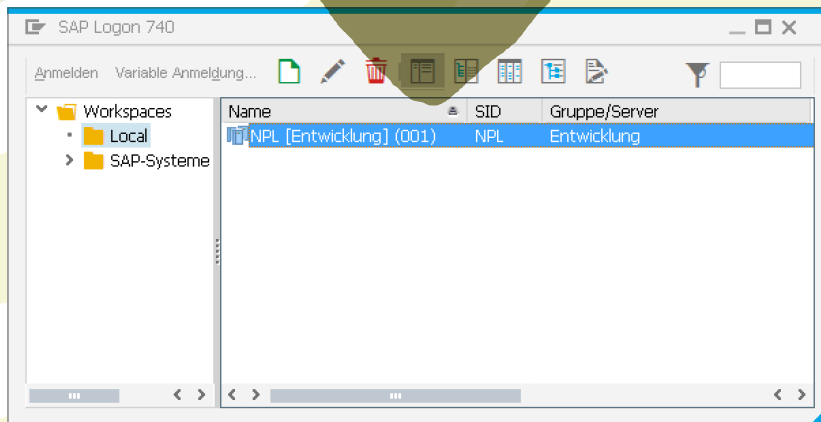 SAP Logon 740
Anmelden Variable Anmeldung...
Workspaces
Local
SAP-Systeme
Name SID Gruppe/Server
NPL [Entwicklung] (001) NPL Entwicklung